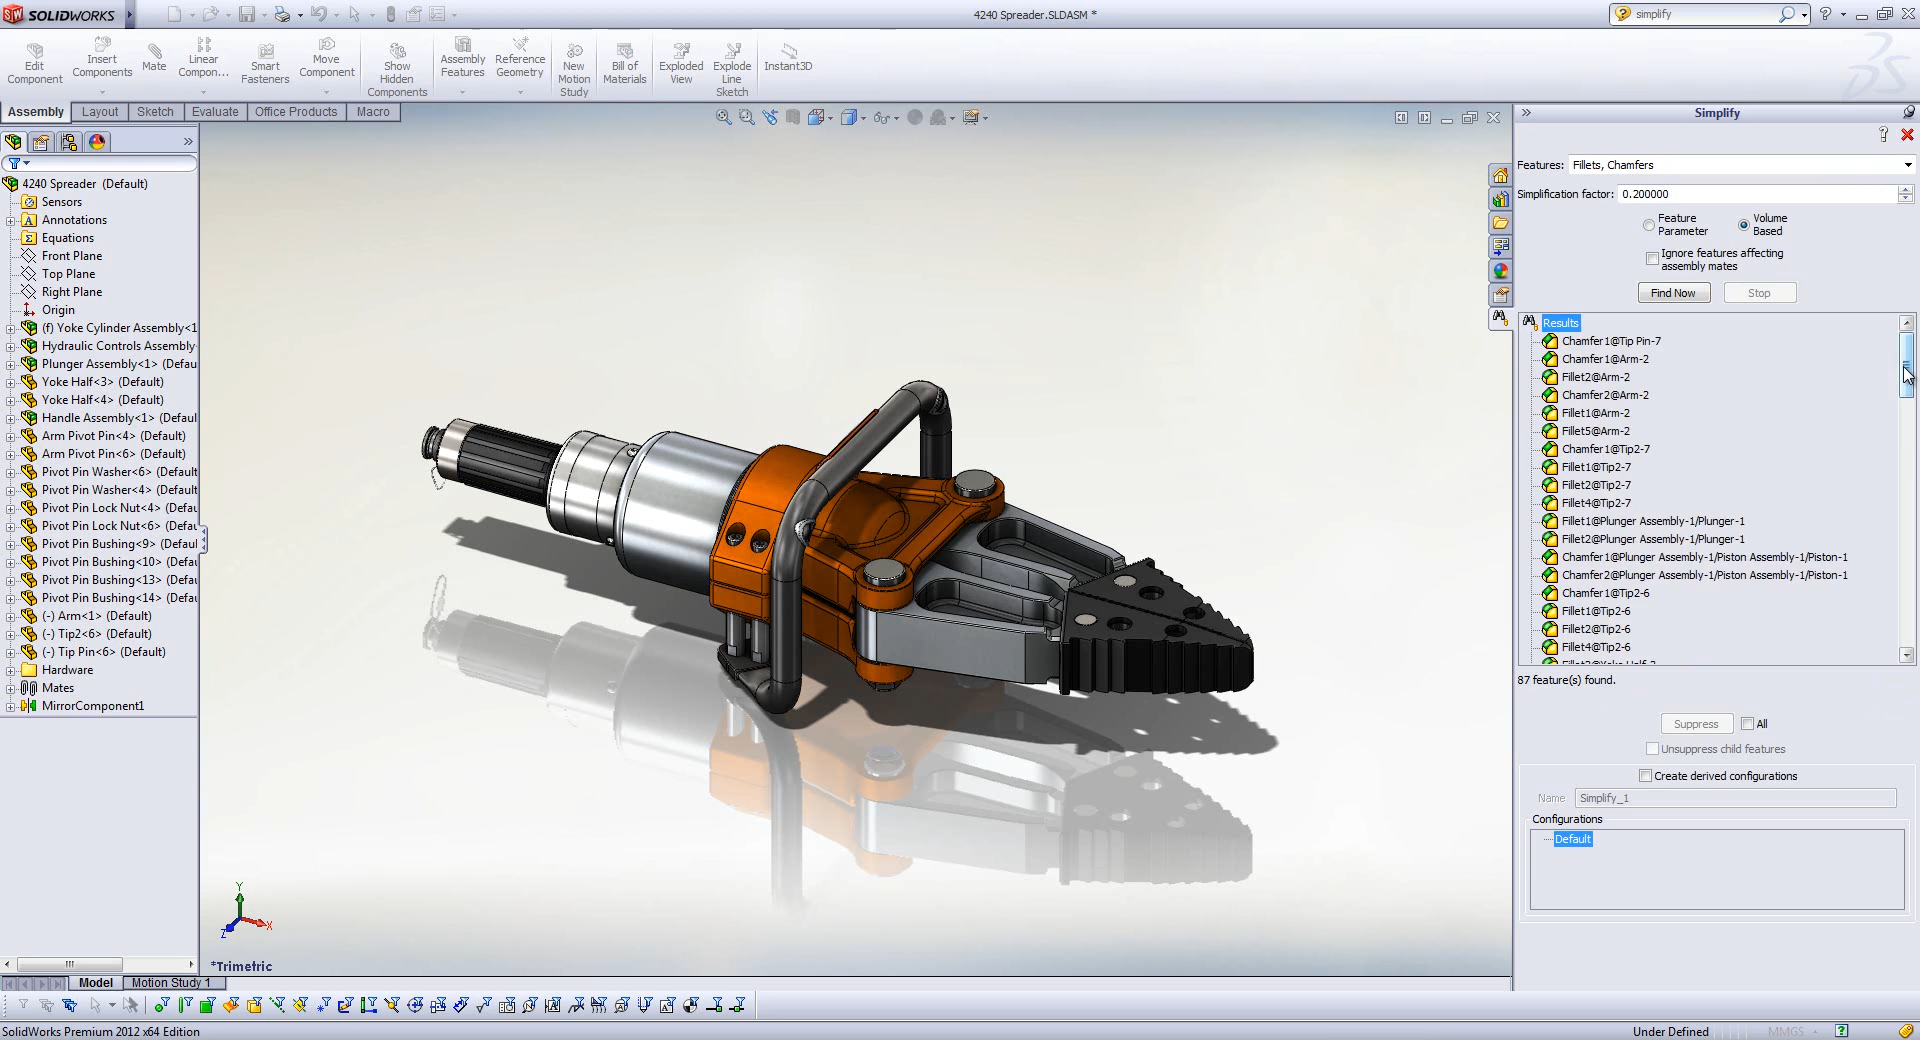 SOLIDWORKS
4240 Spreader.SLDASM *
simplify
Edit Component
Insert Components
Mate
Linear Compon...
Smart Fasteners
Move Component
Show Hidden Components
Assembly Features
Reference Geometry
New Motion Study
Bill of Materials
Exploded View
Explode Line Sketch
Instant3D
Assembly
Layout
Sketch
Evaluate
Office Products
Macro
4240 Spreader (Default)
Sensors
Annotations
Equations
Front Plane
Top Plane
Right Plane
Origin
(f) Yoke Cylinder Assembly<1
Hydraulic Controls Assembly
Plunger Assembly<1> (Defau
Yoke Half<3> (Default)
Yoke Half<4> (Default)
Handle Assembly<1> (Defaul
Arm Pivot Pin<4> (Default)
Arm Pivot Pin<6> (Default)
Pivot Pin Washer<6> (Default
Pivot Pin Washer<4> (Default
Pivot Pin Lock Nut<4> (Defau
Pivot Pin Lock Nut<6> (Defau
Pivot Pin Bushing<9> (Defaul
Pivot Pin Bushing<10> (Defau
Pivot Pin Bushing<13> (Defau
Pivot Pin Bushing<14> (Defau
(-) Arm<1> (Default)
(-) Tip2<6> (Default)
(-) Tip Pin<6> (Default)
Hardware
Mates
MirrorComponent1
Y
X
Z
*Trimetric
Model
Motion Study 1
SolidWorks Premium 2012 x64 Edition
Simplify
Features: Fillets, Chamfers
Simplification factor: 0.200000
Feature Parameter
Volume Based
Ignore features affecting
assembly mates
Find Now
Stop
Results
Chamfer1@Tip Pin-7
Chamfer1@Arm-2
Fillet2@Arm-2
Chamfer2@Arm-2
Fillet1@Arm-2
Fillet5@Arm-2
Chamfer1@Tip2-7
Fillet1@Tip2-7
Fillet2@Tip2-7
Fillet4@Tip2-7
Fillet1@Plunger Assembly-1/Plunger-1
Fillet2@Plunger Assembly-1/Plunger-1
Chamfer1@Plunger Assembly-1/Piston Assembly-1/Piston-1
Chamfer2@Plunger Assembly-1/Piston Assembly-1/Piston-1
Chamfer1@Tip2-6
Fillet1@Tip2-6
Fillet2@Tip2-6
Fillet4@Tip2-6
87 feature(s) found.
Suppress
All
Unsuppress child features
Create derived configurations
Name Simplify_1
Configurations
Default
Under Defined
MMGS